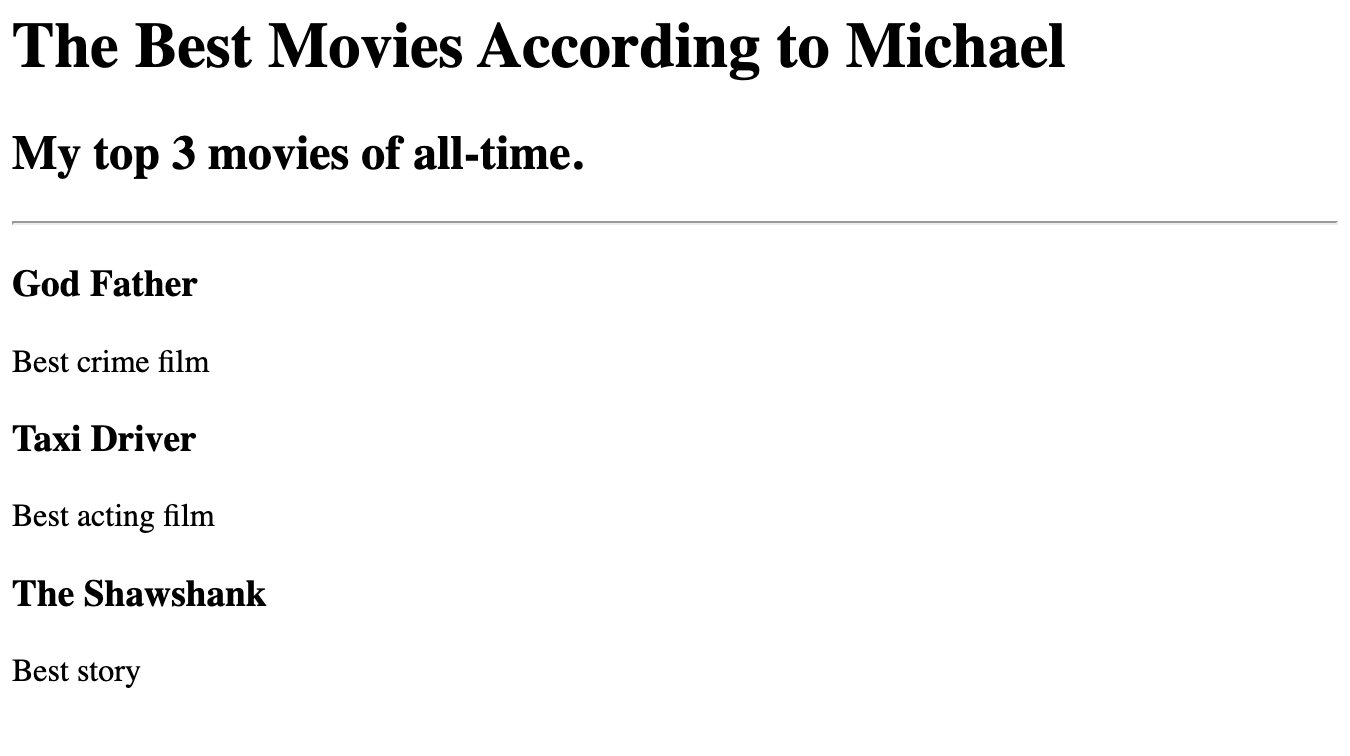 The Best Movies According to Michael
My top 3 movies of all-time.
God Father
Best crime film
Taxi Driver
Best acting film
The Shawshank
Best story